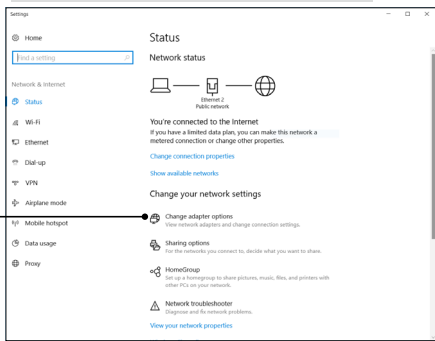 Settings
Home
Find a setting
Network & Internet
Status
Wi-Fi
Ethernet
Dial-up
VPN
Airplane mode
Mobile hotspot
Data usage
Proxy
Status
Network status
Ethernet 2
Public network
You're connected to the Internet
If you have a limited data plan, you can make this network a
metered connection or change other properties.
Change connection properties
Show available networks
Change your network settings
Change adapter options
View network adapters and change connection settings.
Sharing options
For the networks you connect to, decide what you want to share.
HomeGroup
Set up a homegroup to share pictures, music, files, and printers with
other PCs on your network.
Network troubleshooter
Diagnose and fix network problems.
View your network properties